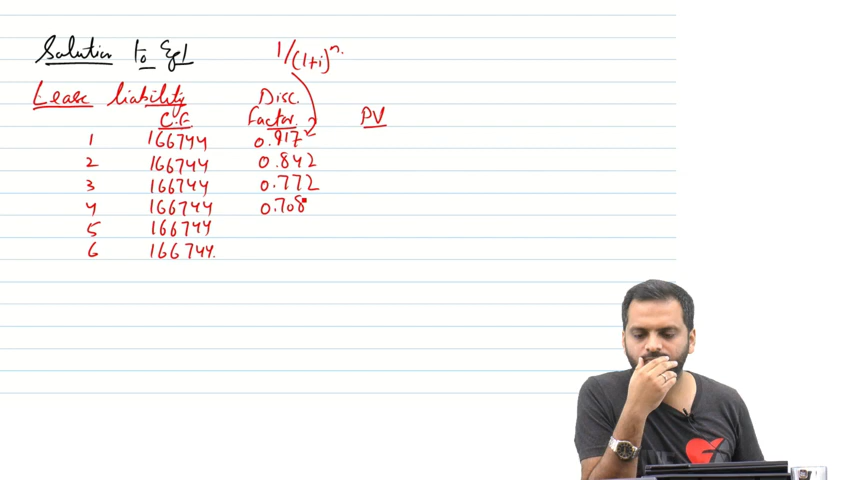 Solution to Eg1
1/(1+i)^n.
Lease liability
C.F Disc. Factor. PV
1 166744 0.917
2 166744 0.842
3 166744 0.772
4 166744 0.708
5 166744
6 166744.